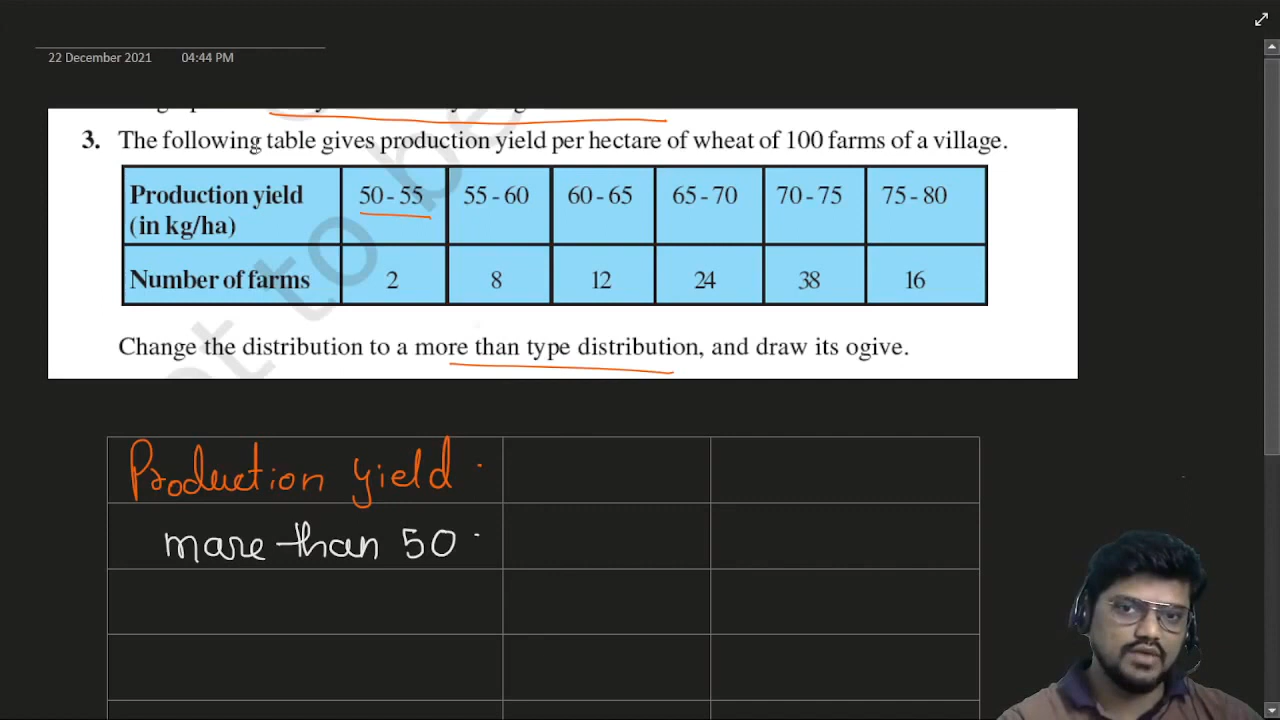 22 December 2021 04:44 PM
3. The following table gives production yield per hectare of wheat of 100 farms of a village.
Production yield (in kg/ha) 50 - 55 55 - 60 60 - 65 65 - 70 70 - 75 75 - 80
Number of farms 2 8 12 24 38 16
Change the distribution to a more than type distribution, and draw its ogive.
Production yield
more than 50